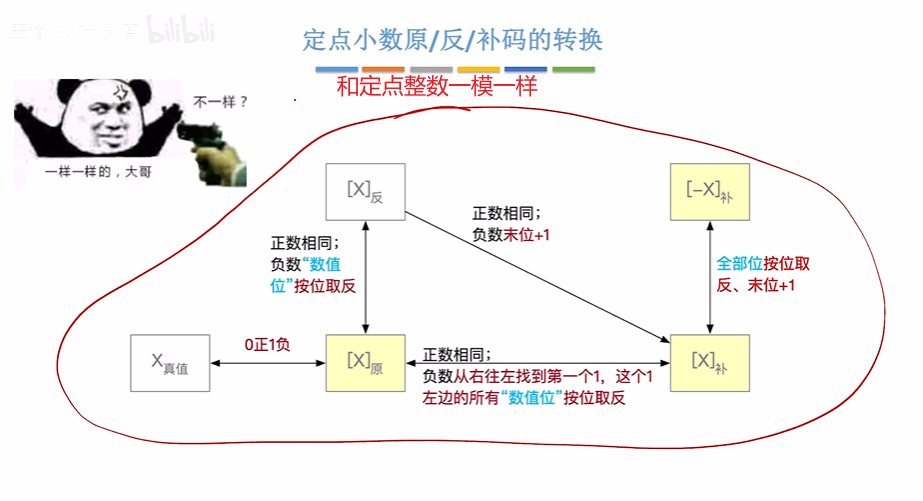 bilibili
定点小数原/反/补码的转换
和定点整数一模一样
不一样？
一样一样的，大哥
[X]反
[-X]补
正数相同；
负数末位+1
正数相同；
负数“数值
位”按位取反
全部位按位取
反、末位+1
X真值
0正1负
[X]原
正数相同；
负数从右往左找到第一个1，这个1
左边的所有“数值位”按位取反
[X]补